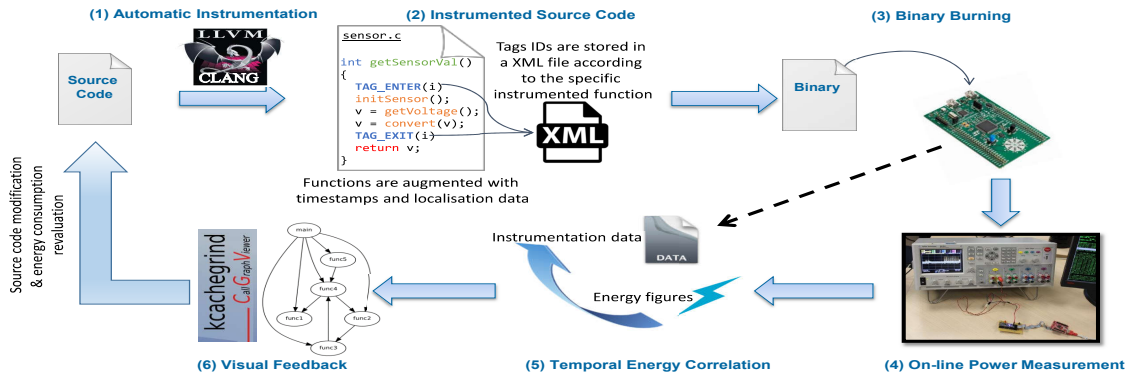 (1) Automatic Instrumentation
(2) Instrumented Source Code
(3) Binary Burning
LLVM
CLANG
Source
Code
sensor.c
int getSensorVal()
{
TAG_ENTER(i)
initSensor();
v = getVoltage();
v = convert(v);
TAG_EXIT(i)
return v;
}
Tags IDs are stored in
a XML file according
to the specific
instrumented function
XML
Binary
Functions are augmented with
timestamps and localisation data
Source code modification
& energy consumption
revaluation
kcachegrind
Call Graph Viewer
main
func5
func4
func1
func2
func3
Instrumentation data
DATA
Energy figures
(6) Visual Feedback
(5) Temporal Energy Correlation
(4) On-line Power Measurement